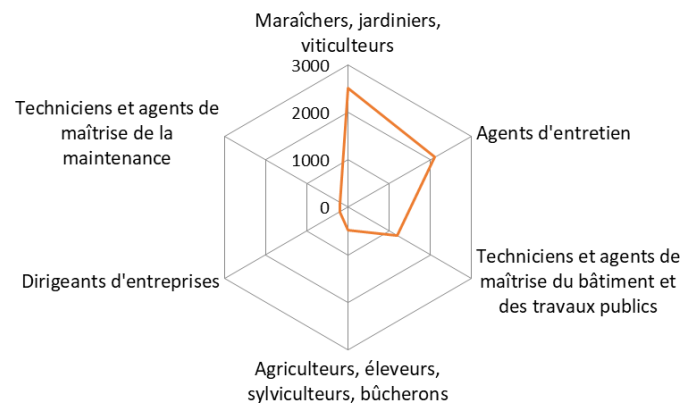 Maraîchers, jardiniers,
viticulteurs
3000
2000
1000
0
Agents d'entretien
Techniciens et agents de
maîtrise du bâtiment et
des travaux publics
Agriculteurs, éleveurs,
sylviculteurs, bûcherons
Dirigeants d'entreprises
Techniciens et agents de
maîtrise de la
maintenance